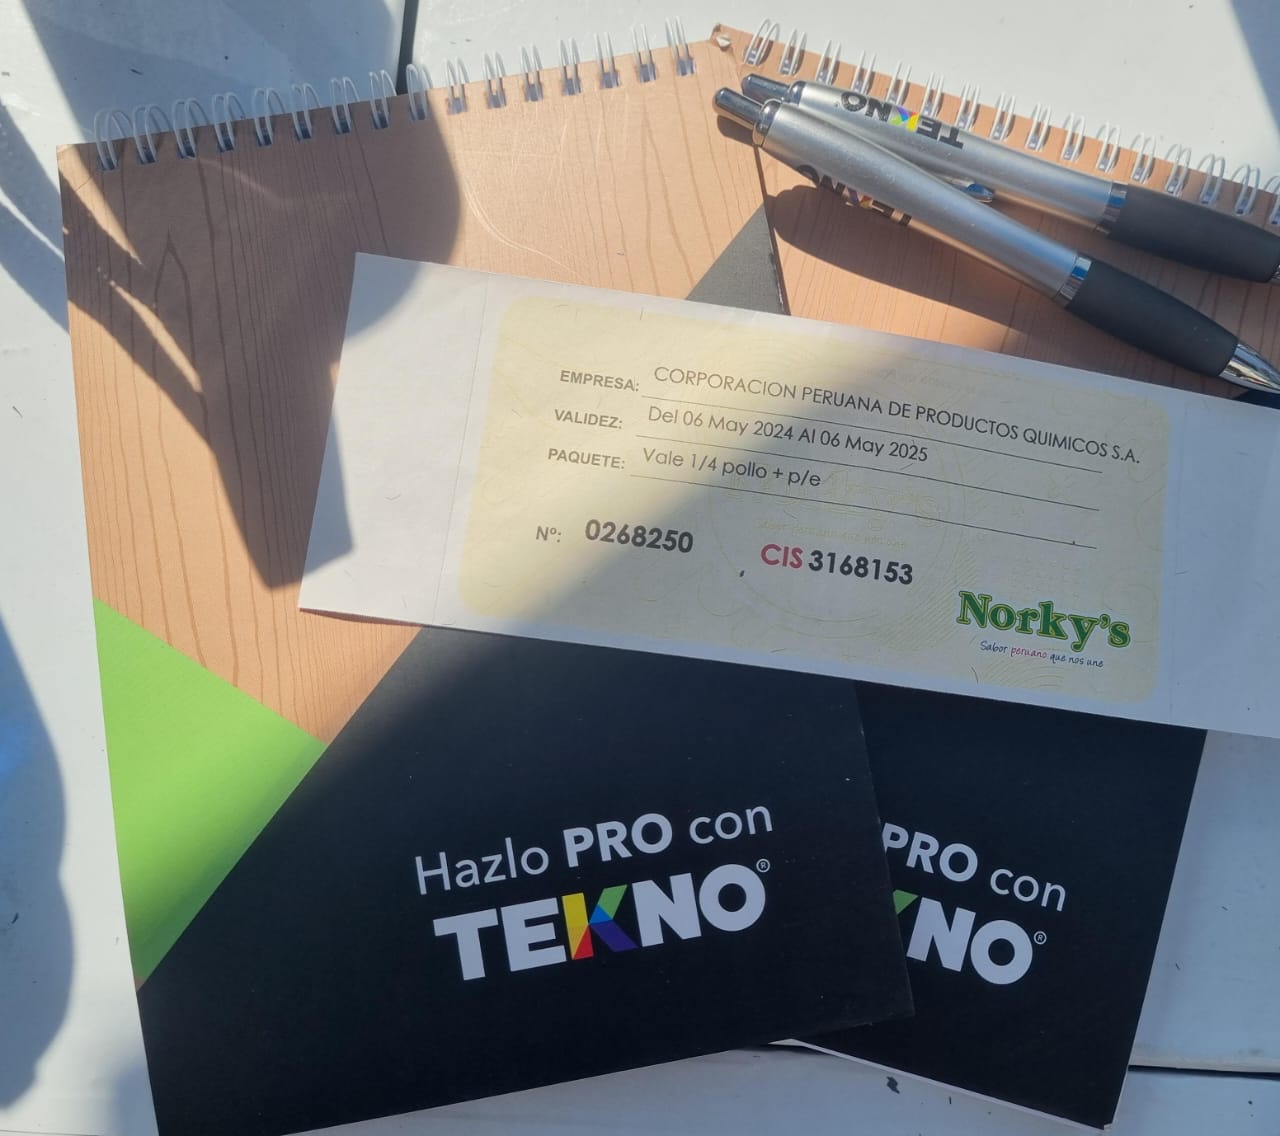 TEKNO
TEKNO
EMPRESA: CORPORACION PERUANA DE PRODUCTOS QUIMICOS S.A.
VALIDEZ: Del 06 May 2024 Al 06 May 2025
PAQUETE: Vale 1/4 pollo + p/e
Nº: 0268250 CIS 3168153
Norky's
Sabor peruano que nos une
Hazlo PRO con
TEKNO®
PRO con
KNO®